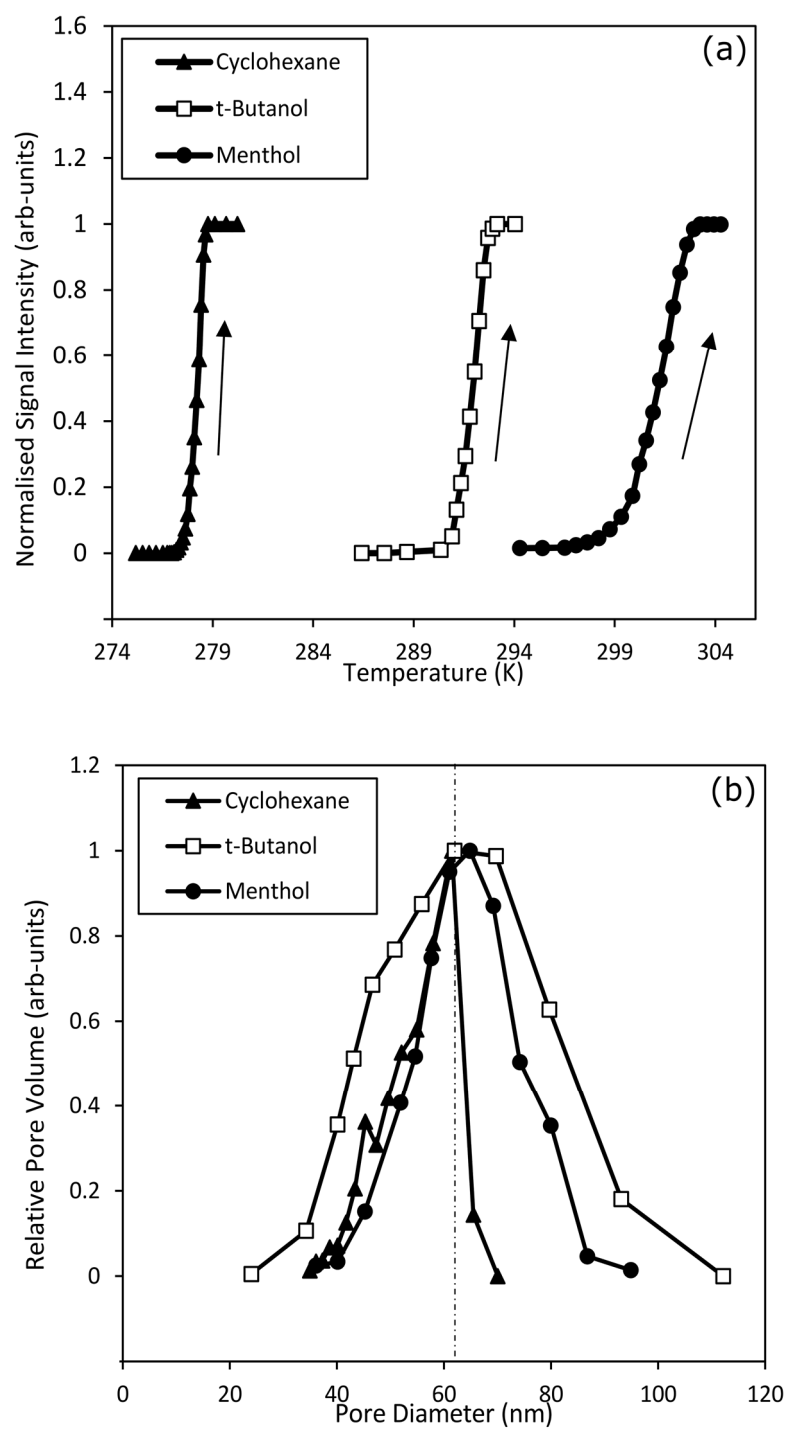 (a)
Cyclohexane
t-Butanol
Menthol
Normalised Signal Intensity (arb-units)
1.6
1.4
1.2
1
0.8
0.6
0.4
0.2
0
274 279 284 289 294 299 304
Temperature (K)
(b)
Cyclohexane
t-Butanol
Menthol
Relative Pore Volume (arb-units)
1.2
1
0.8
0.6
0.4
0.2
0
0 20 40 60 80 100 120
Pore Diameter (nm)